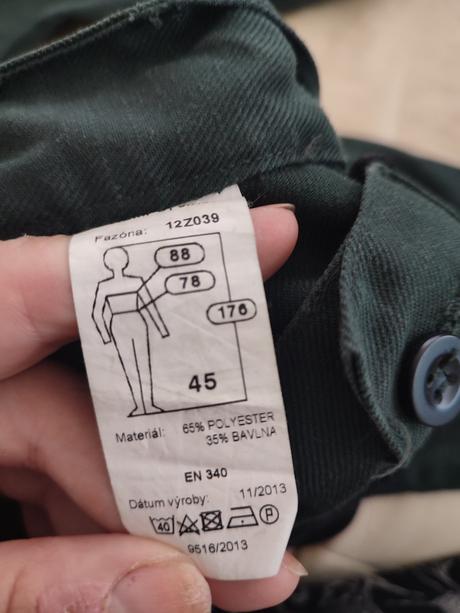 Fazóna: 12Z039
88
78
176
45
Materiál: 65% POLYESTER
35% BAVLNA
EN 340
Dátum výroby: 11/2013
40 P
9516/2013